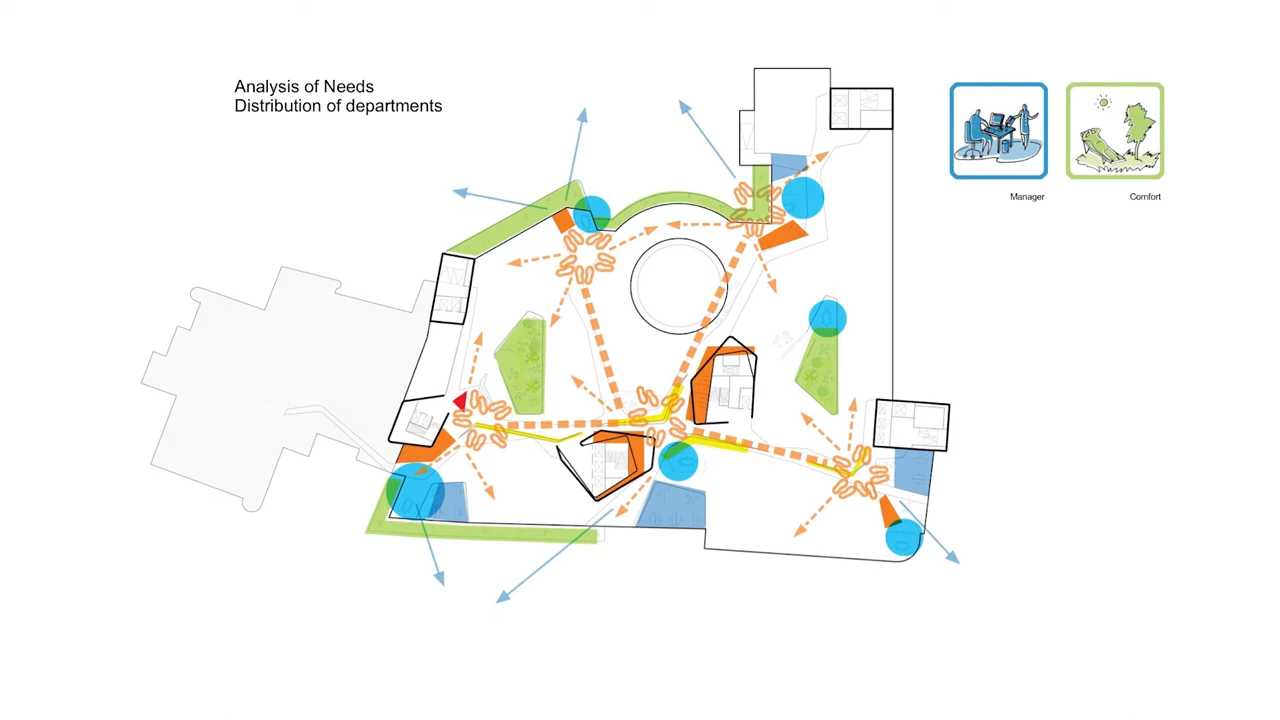 Analysis of Needs
Distribution of departments
Manager
Comfort